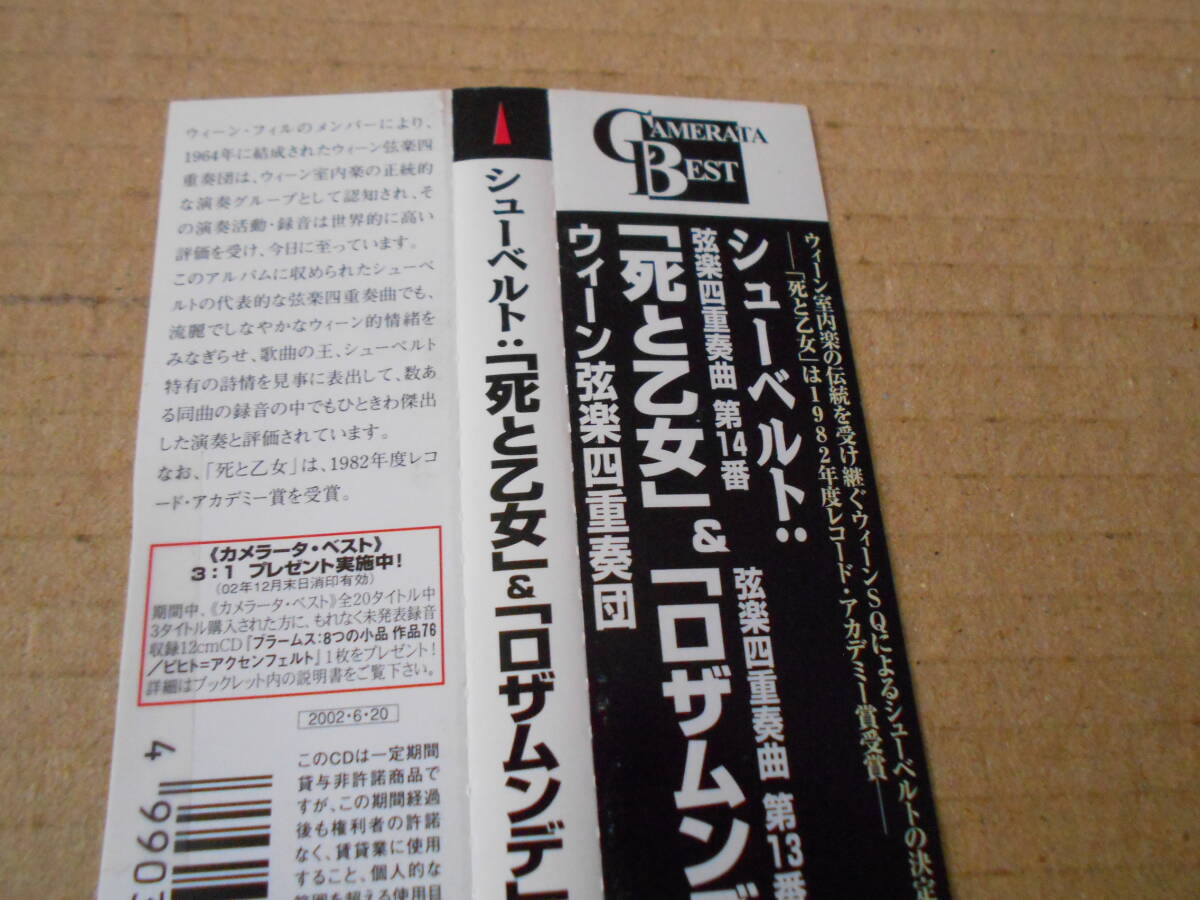 ウィーン・フィルのメンバーにより、
1964年に結成されたウィーン弦楽四
重奏団は、ウィーン室内楽の正統的
な演奏グループとして認知され、そ
の演奏活動・録音は世界的に高い
評価を受け、今日に至っています。
このアルバムに収められたシューベ
ルトの代表的な弦楽四重奏曲でも、
流麗でしなやかなウィーン的情緒を
みなぎらせ、歌曲の王、シューベルト
特有の詩情を見事に表出して、数あ
る同曲の録音の中でもひときわ傑出
した演奏と評価されています。
なお、「死と乙女」は、1982年度レコ
ード・アカデミー賞を受賞。
《カメラータ・ベスト》
3:1 プレゼント実施中!
(02年12月末日消印有効)
期間中、《カメラータ・ベスト》全20タイトル中
3タイトル購入された方に、もれなく未発表録音
収録12cmCD『ブラームス:8つの小品 作品76
/ピヒト=アクセンフェルト』1枚をプレゼント!
詳細はブックレット内の説明書をご覧下さい。
2002・6・20
このCDは一定期間
貸与非許諾商品で
すが、この期間経過
後も権利者の許諾
なく、賃貸業に使用
すること、個人的な
範囲を超える使用目
4 9903
シューベルト:「死と乙女」&「ロザムンデ」
CAMERATA
BEST
ウィーン室内楽の伝統を受け継ぐウィーンSQによるシューベルトの決定
―「死と乙女」は1982年度レコード・アカデミー賞受賞―
シューベルト:
弦楽四重奏曲 第14番 弦楽四重奏曲 第13番
「死と乙女」&「ロザムンデ
ウィーン弦楽四重奏団